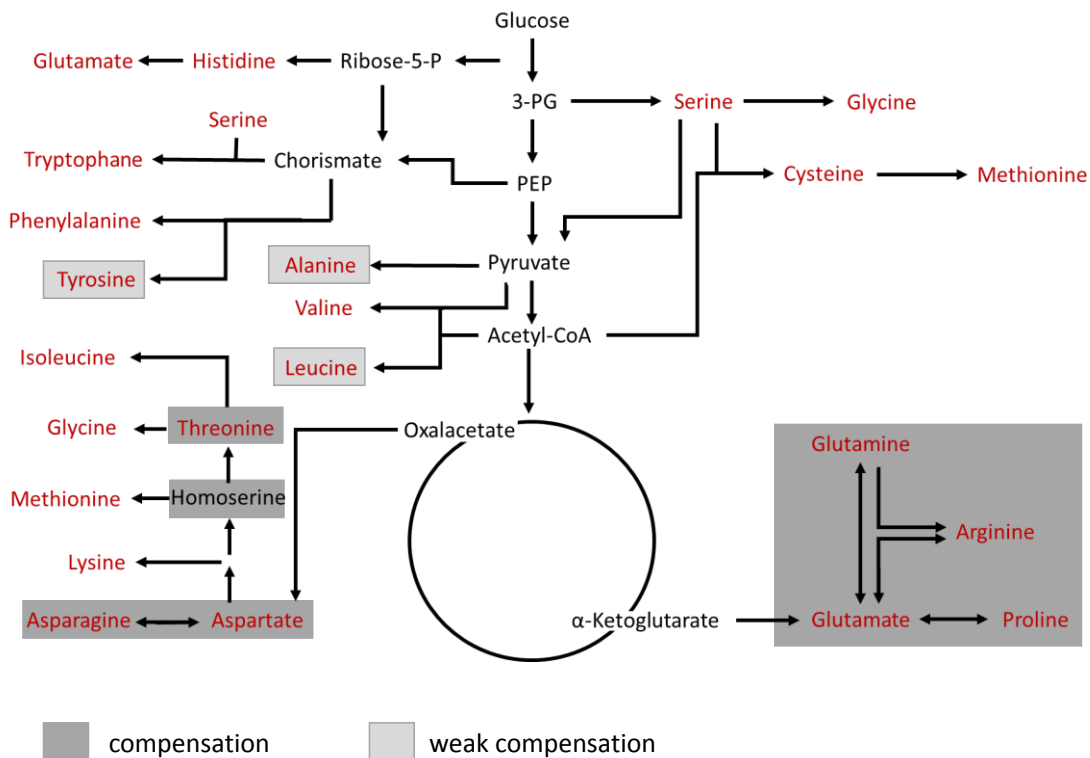 Glucose
Glutamate
Histidine
Ribose-5-P
3-PG
Serine
Glycine
Serine
Tryptophane
Chorismate
PEP
Cysteine
Methionine
Phenylalanine
Tyrosine
Alanine
Pyruvate
Valine
Acetyl-CoA
Isoleucine
Leucine
Glycine
Threonine
Oxalacetate
Glutamine
Methionine
Homoserine
Arginine
Lysine
Asparagine
Aspartate
α-Ketoglutarate
Glutamate
Proline
compensation
weak compensation